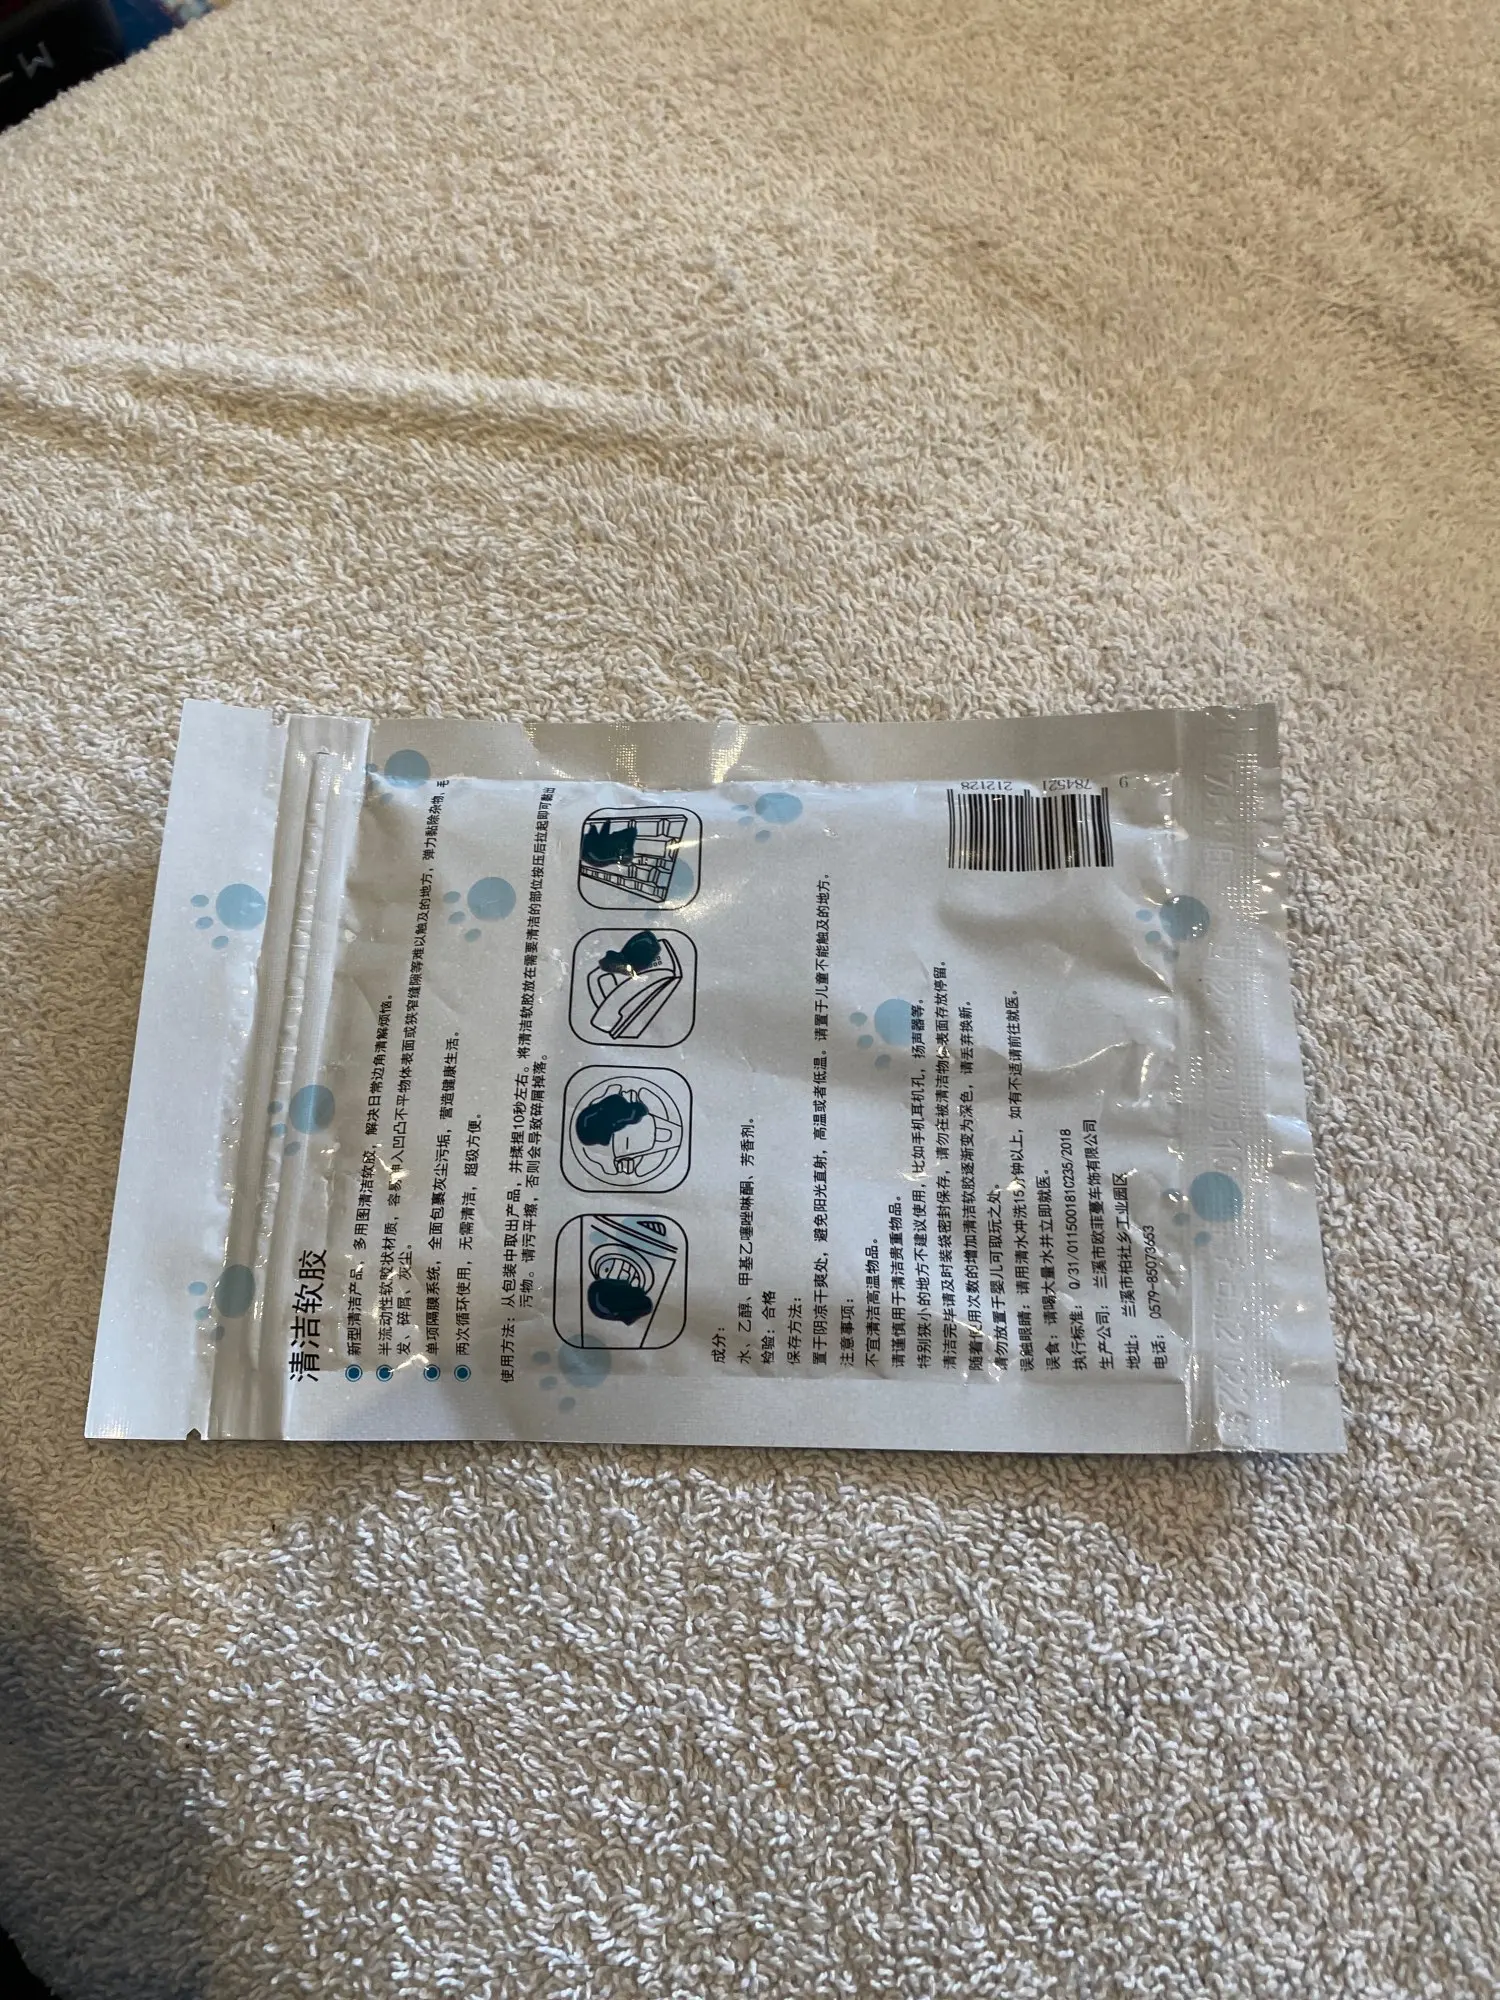 清洁软胶
新型清洁产品，多用图清洁软胶，解决日常边角清解烦恼。
半流动性软胶状材质，容易伸入凹凸不平物体表面或狭窄缝隙等难以触及的地方，弹力黏除杂物、毛
发、碎屑、灰尘。
单项隔膜系统，全面包裹灰尘污垢，营造健康生活。
两次循环使用，无需清洁，超级方便。
使用方法：从包装中取出产品，并揉捏10秒左右。将清洁软胶放在需要清洁的部位按压后拉起即可黏出
污物。请污平擦，否则会导致碎屑掉落。
成分：
水、乙醇、甲基乙噻唑啉酮、芳香剂。
检验：合格
保存方法：
置于阴凉干爽处，避免阳光直射，高温或者低温。请置于儿童不能触及的地方。
注意事项：
不宜清洁高温物品。
请谨慎用于清洁贵重物品。
特别狭小的地方不建议使用，比如手机耳机孔，扬声器等。
清洁完毕请及时装袋密封保存，请勿往被清洁物体表面存放停留。
随着使用次数的增加清洁软胶逐渐变为深色，请丢弃换新。
请勿放置于婴儿可取玩之处。
误触眼睛：请用清水冲洗15分钟以上，如有不适请前往就医。
误食：请喝大量水并立即就医。
执行标准：Q/31/0115001810235/2018
生产公司：兰溪市欧菲蔓车饰有限公司
地址：兰溪市柏社乡工业园区
电话：0579-85073653
9 784521 212128
M